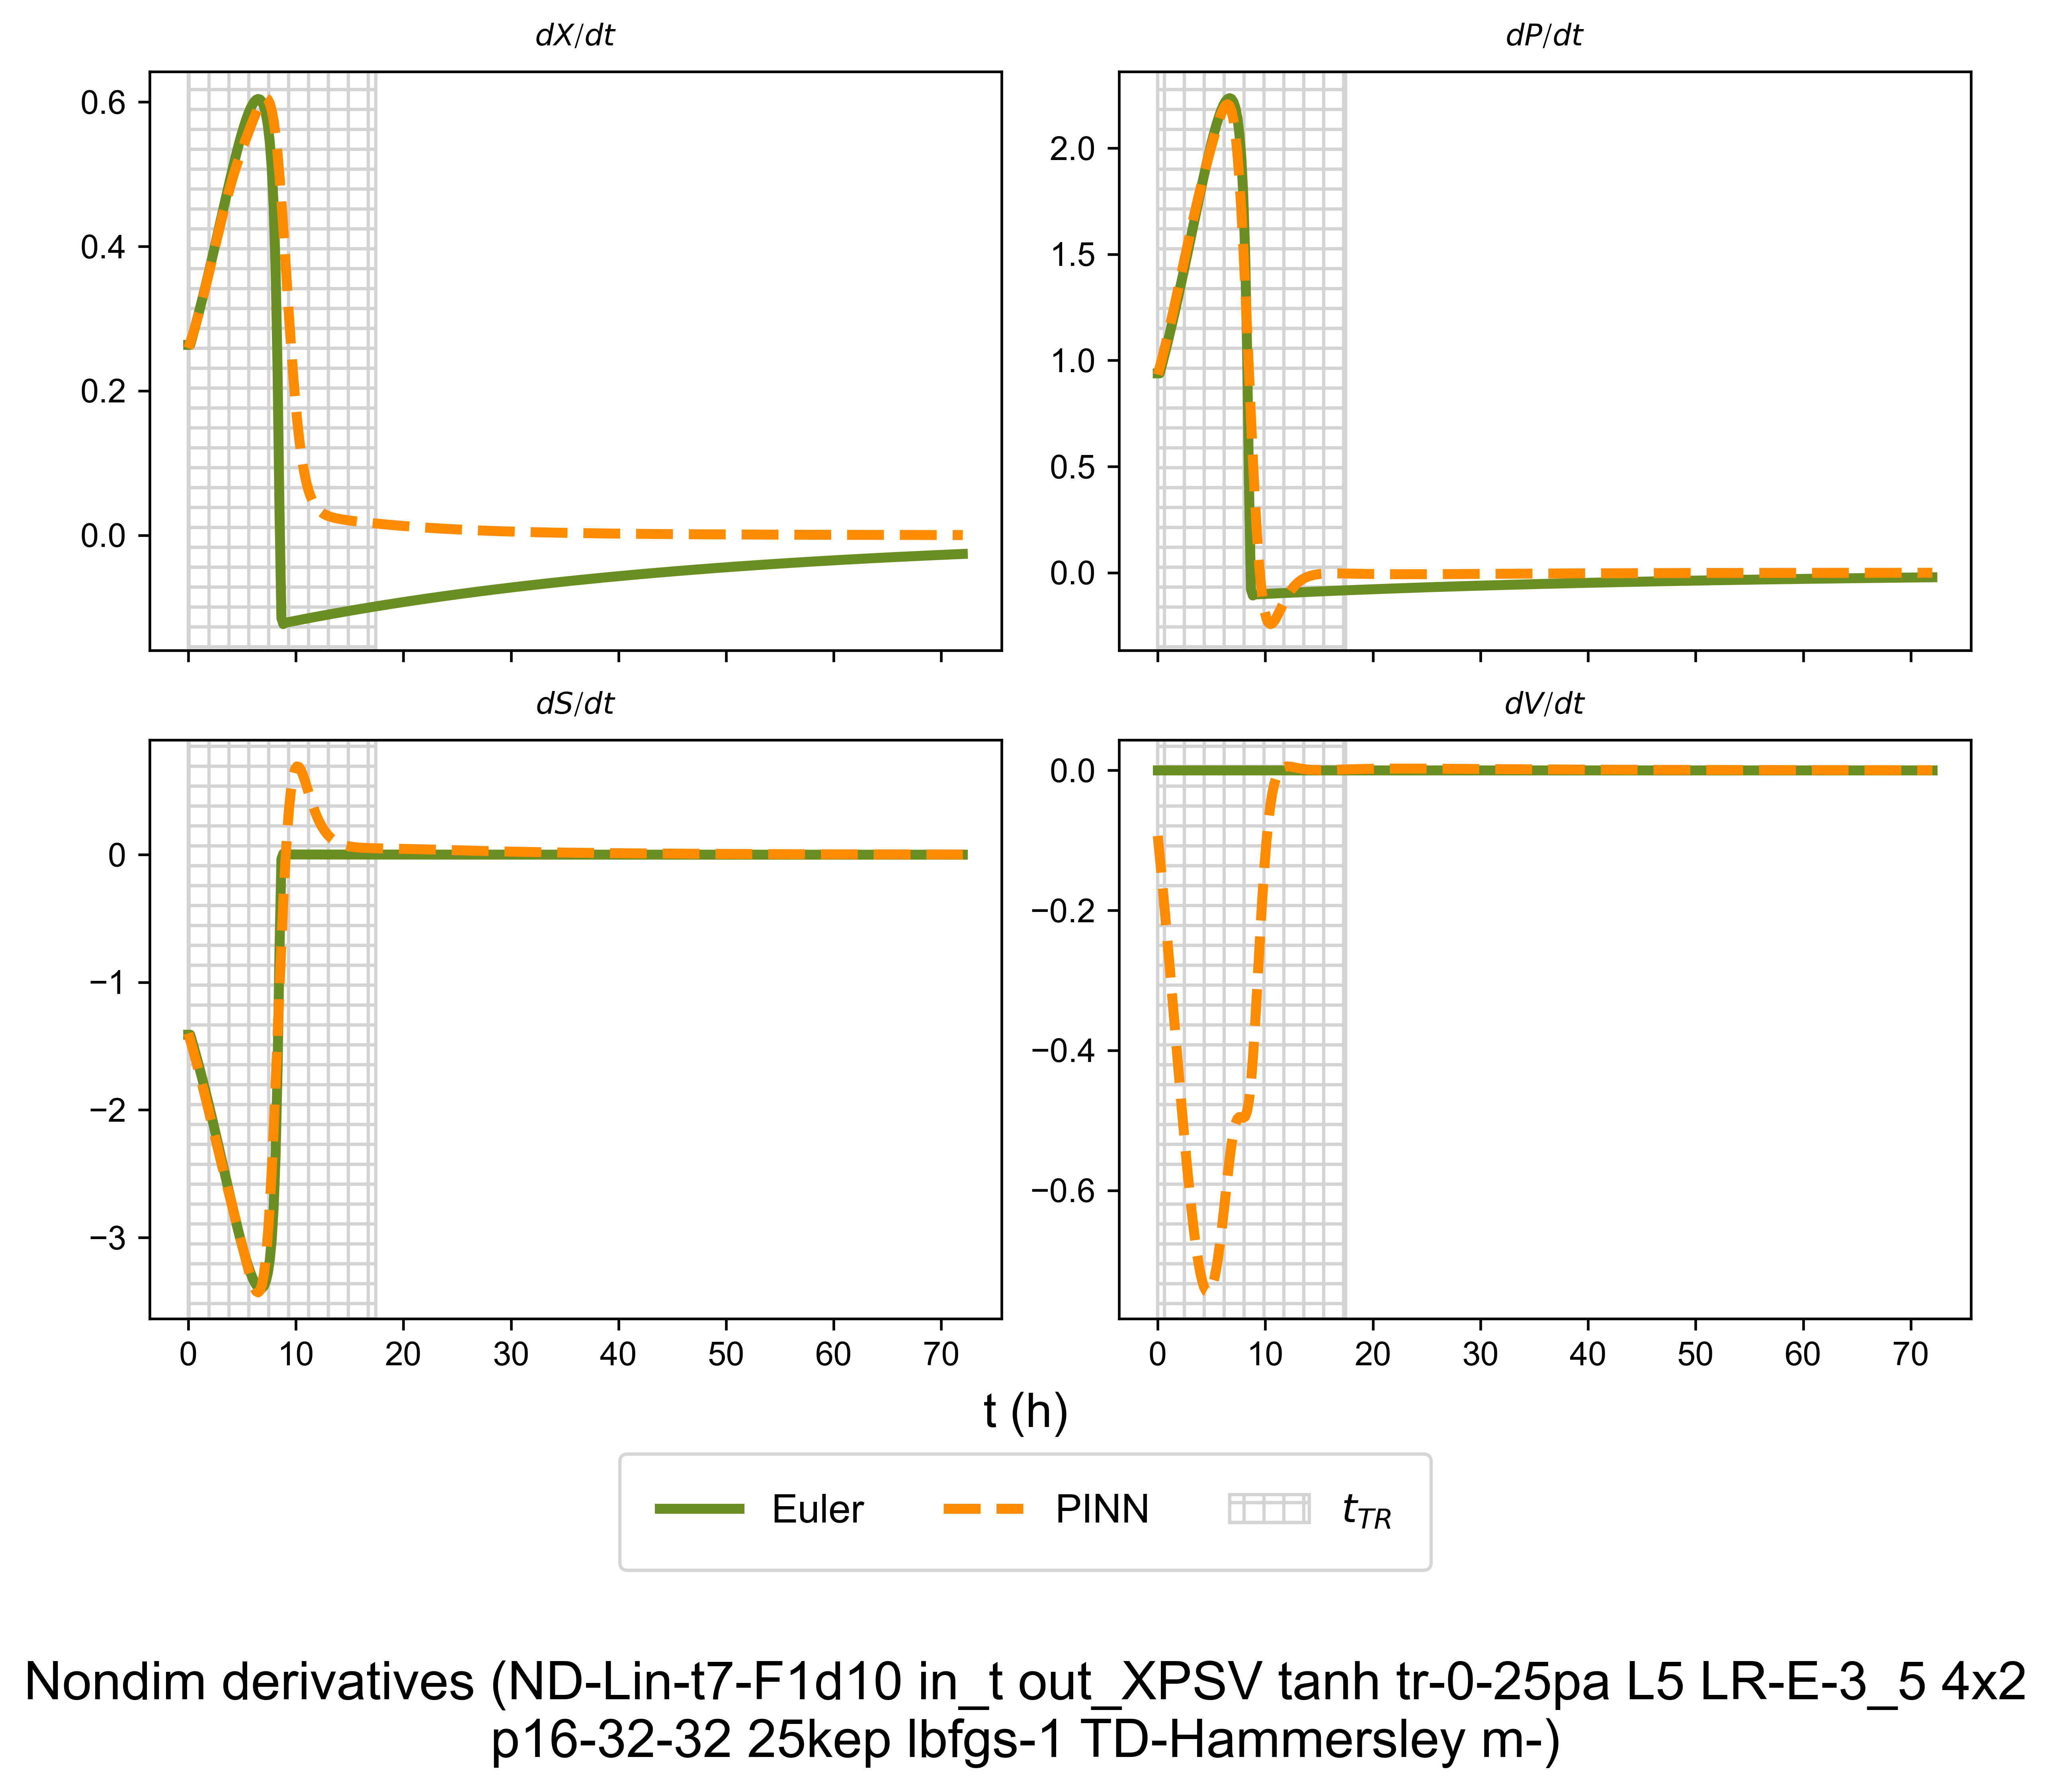 dX/dt
dP/dt
0.6
0.4
0.2
0.0
2.0
1.5
1.0
0.5
0.0
dS/dt
dV/dt
0
−1
−2
−3
0.0
−0.2
−0.4
−0.6
0 10 20 30 40 50 60 70
0 10 20 30 40 50 60 70
t (h)
Euler PINN t_TR
Nondim derivatives (ND-Lin-t7-F1d10 in_t out_XPSV tanh tr-0-25pa L5 LR-E-3_5 4x2
p16-32-32 25kep lbfgs-1 TD-Hammersley m-)